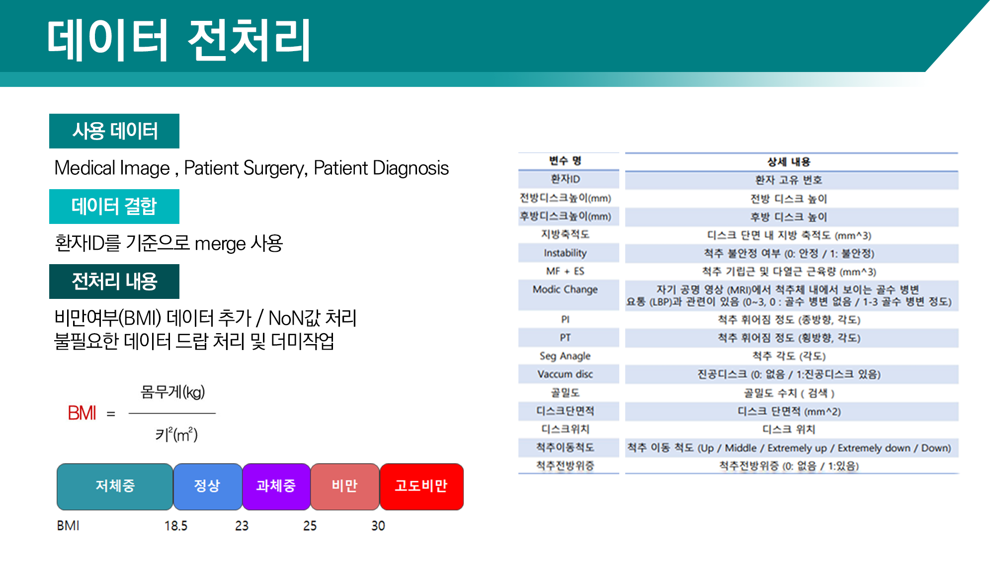 데이터 전처리
사용 데이터
Medical Image , Patient Surgery, Patient Diagnosis
데이터 결합
환자ID를 기준으로 merge 사용
전처리 내용
비만여부(BMI) 데이터 추가 / NoN값 처리
불필요한 데이터 드랍 처리 및 더미작업
몸무게(kg)
BMI =
키²(m²)
저체중 정상 과체중 비만 고도비만
BMI 18.5 23 25 30
변수 명 상세 내용
환자ID 환자 고유 번호
전방디스크높이(mm) 전방 디스크 높이
후방디스크높이(mm) 후방 디스크 높이
지방축적도 디스크 단면 내 지방 축적도 (mm^3)
Instability 척추 불안정 여부 (0: 안정 / 1: 불안정)
MF + ES 척추 기립근 및 다열근 근육량 (mm^3)
Modic Change 자기 공명 영상 (MRI)에서 척추체 내에서 보이는 골수 병변
요통 (LBP)과 관련이 있음 (0~3, 0 : 골수 병변 없음 / 1-3 골수 병변 정도)
PI 척추 휘어짐 정도 (종방향, 각도)
PT 척추 휘어짐 정도 (횡방향, 각도)
Seg Anagle 척추 각도 (각도)
Vaccum disc 진공디스크 (0: 없음 / 1:진공디스크 있음)
골밀도 골밀도 수치 ( 검색 )
디스크단면적 디스크 단면적 (mm^2)
디스크위치 디스크 위치
척추이동척도 척추 이동 척도 (Up / Middle / Extremely up / Extremely down / Down)
척추전방위증 척추전방위증 (0: 없음 / 1:있음)